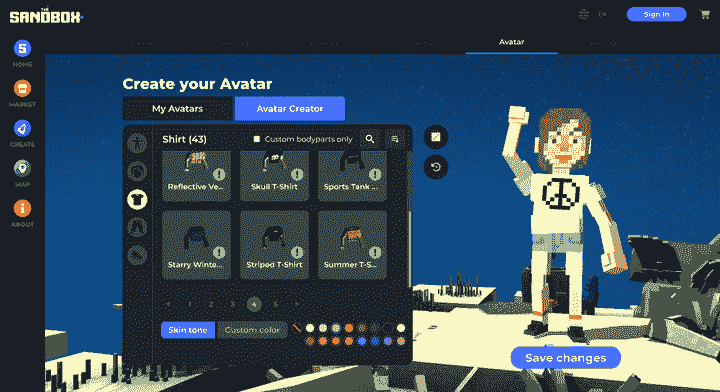 THE
SANDBOX
EN
Sign In
Avatar
HOME
MARKET
CREATE
MAP
ABOUT
Create your Avatar
My Avatars
Avatar Creator
Shirt (43)
Custom bodyparts only
Reflective Ve...
Skull T-Shirt
Sports Tank ...
Starry Winte...
Striped T-Shirt
Summer T-S...
1 2 3 4 5
Skin tone
Custom color
Save changes